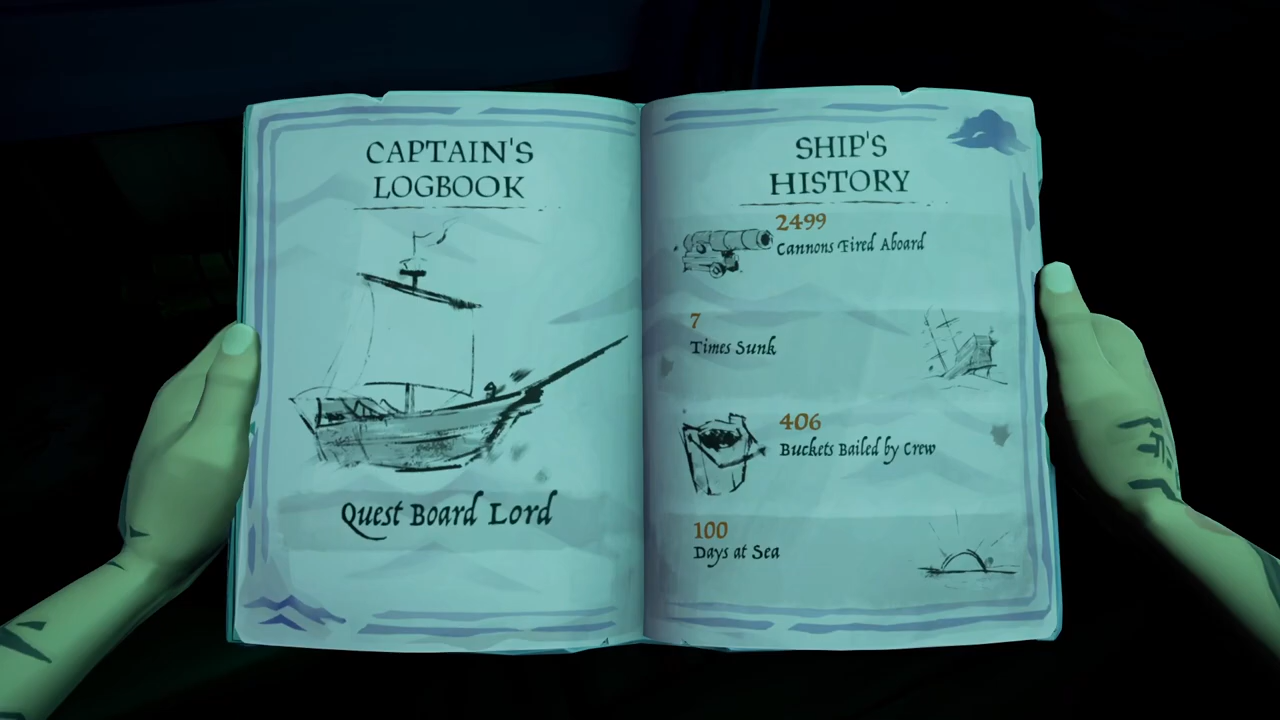 CAPTAIN'S
LOGBOOK
Quest Board Lord
SHIP'S
HISTORY
2499
Cannons Fired Aboard
7
Times Sunk
406
Buckets Bailed by Crew
100
Days at Sea